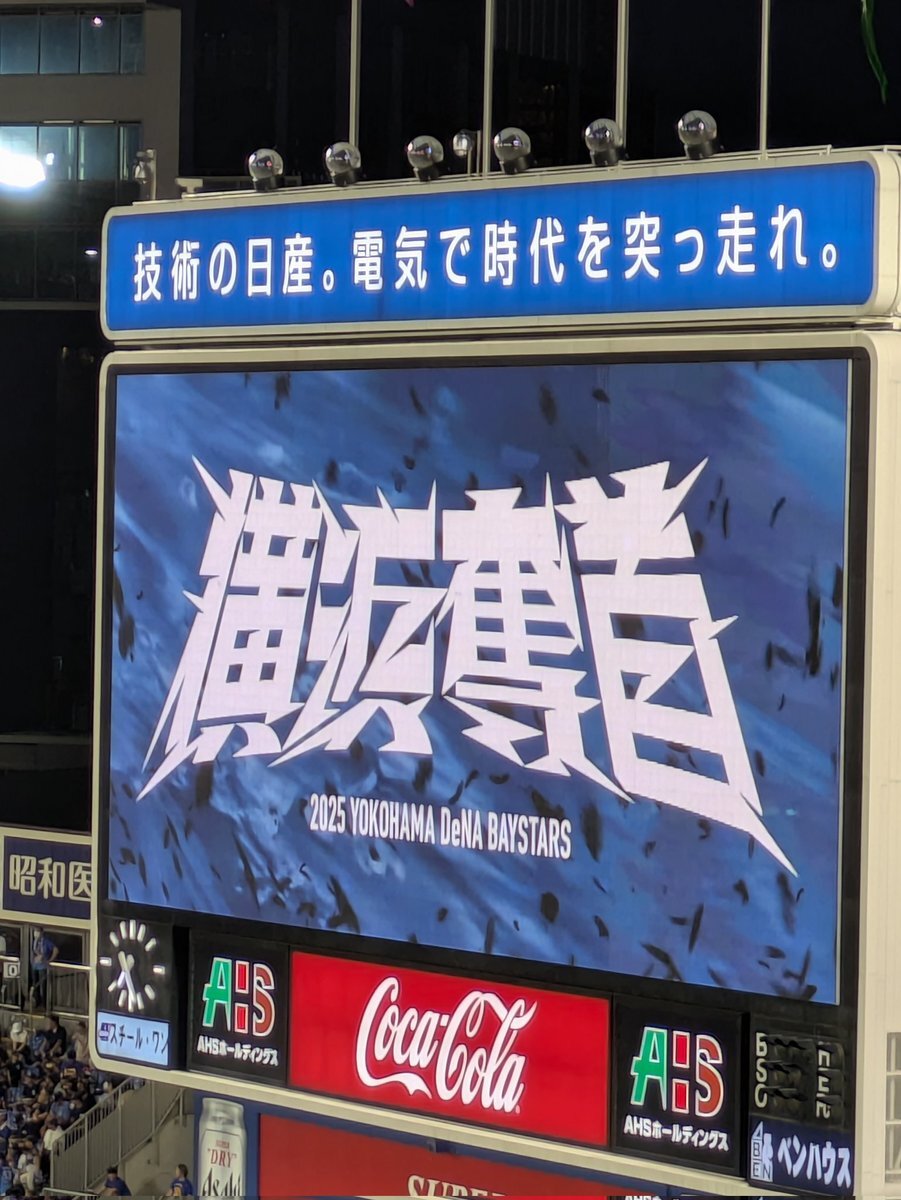 技術の日産。電気で時代を突っ走れ。
横浜奪首
2025 YOKOHAMA DeNA BAYSTARS
昭和医
スチール・ワン
AHS
AHSホールディングス
Coca-Cola
AHS
AHSホールディングス
ベンハウス
SUPER
"DRY"
Asahi
SUPER